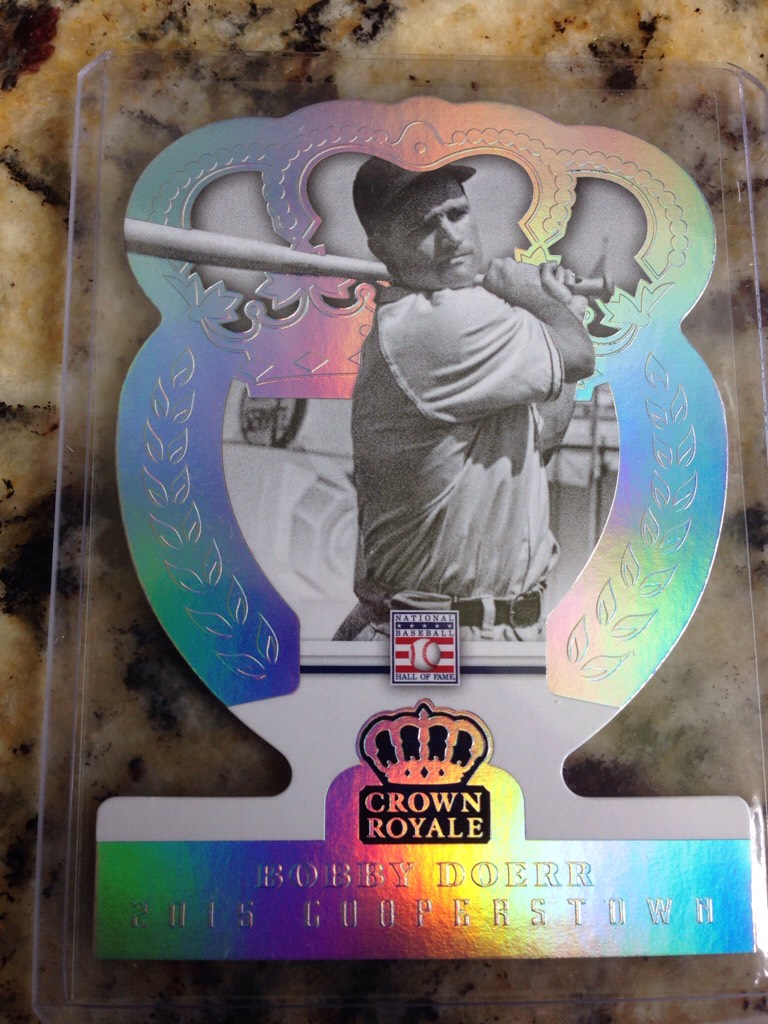 NATIONAL
BASEBALL
HALL OF FAME
CROWN
ROYALE
BOBBY DOERR
2015 COOPERSTOWN